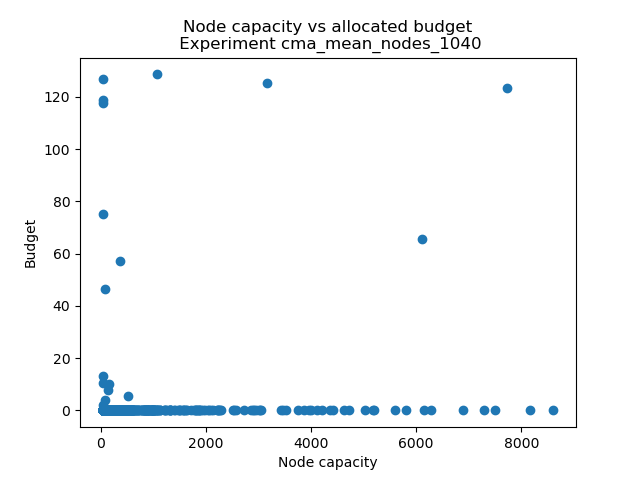 Node capacity vs allocated budget
Experiment cma_mean_nodes_1040
120
100
80
60
40
20
0
Budget
0 2000 4000 6000 8000
Node capacity